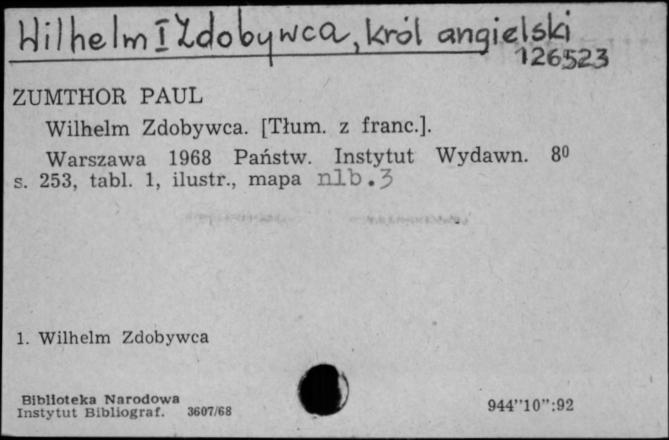 Wilhelm I Zdobywca, król angielski
126523
ZUMTHOR PAUL
Wilhelm Zdobywca. [Tłum. z franc.].
Warszawa 1968 Państw. Instytut Wydawn. 8⁰
s. 253, tabl. 1, ilustr., mapa nlb.3
1. Wilhelm Zdobywca
Biblioteka Narodowa
Instytut Bibliograf. 3607/68
944"10":92